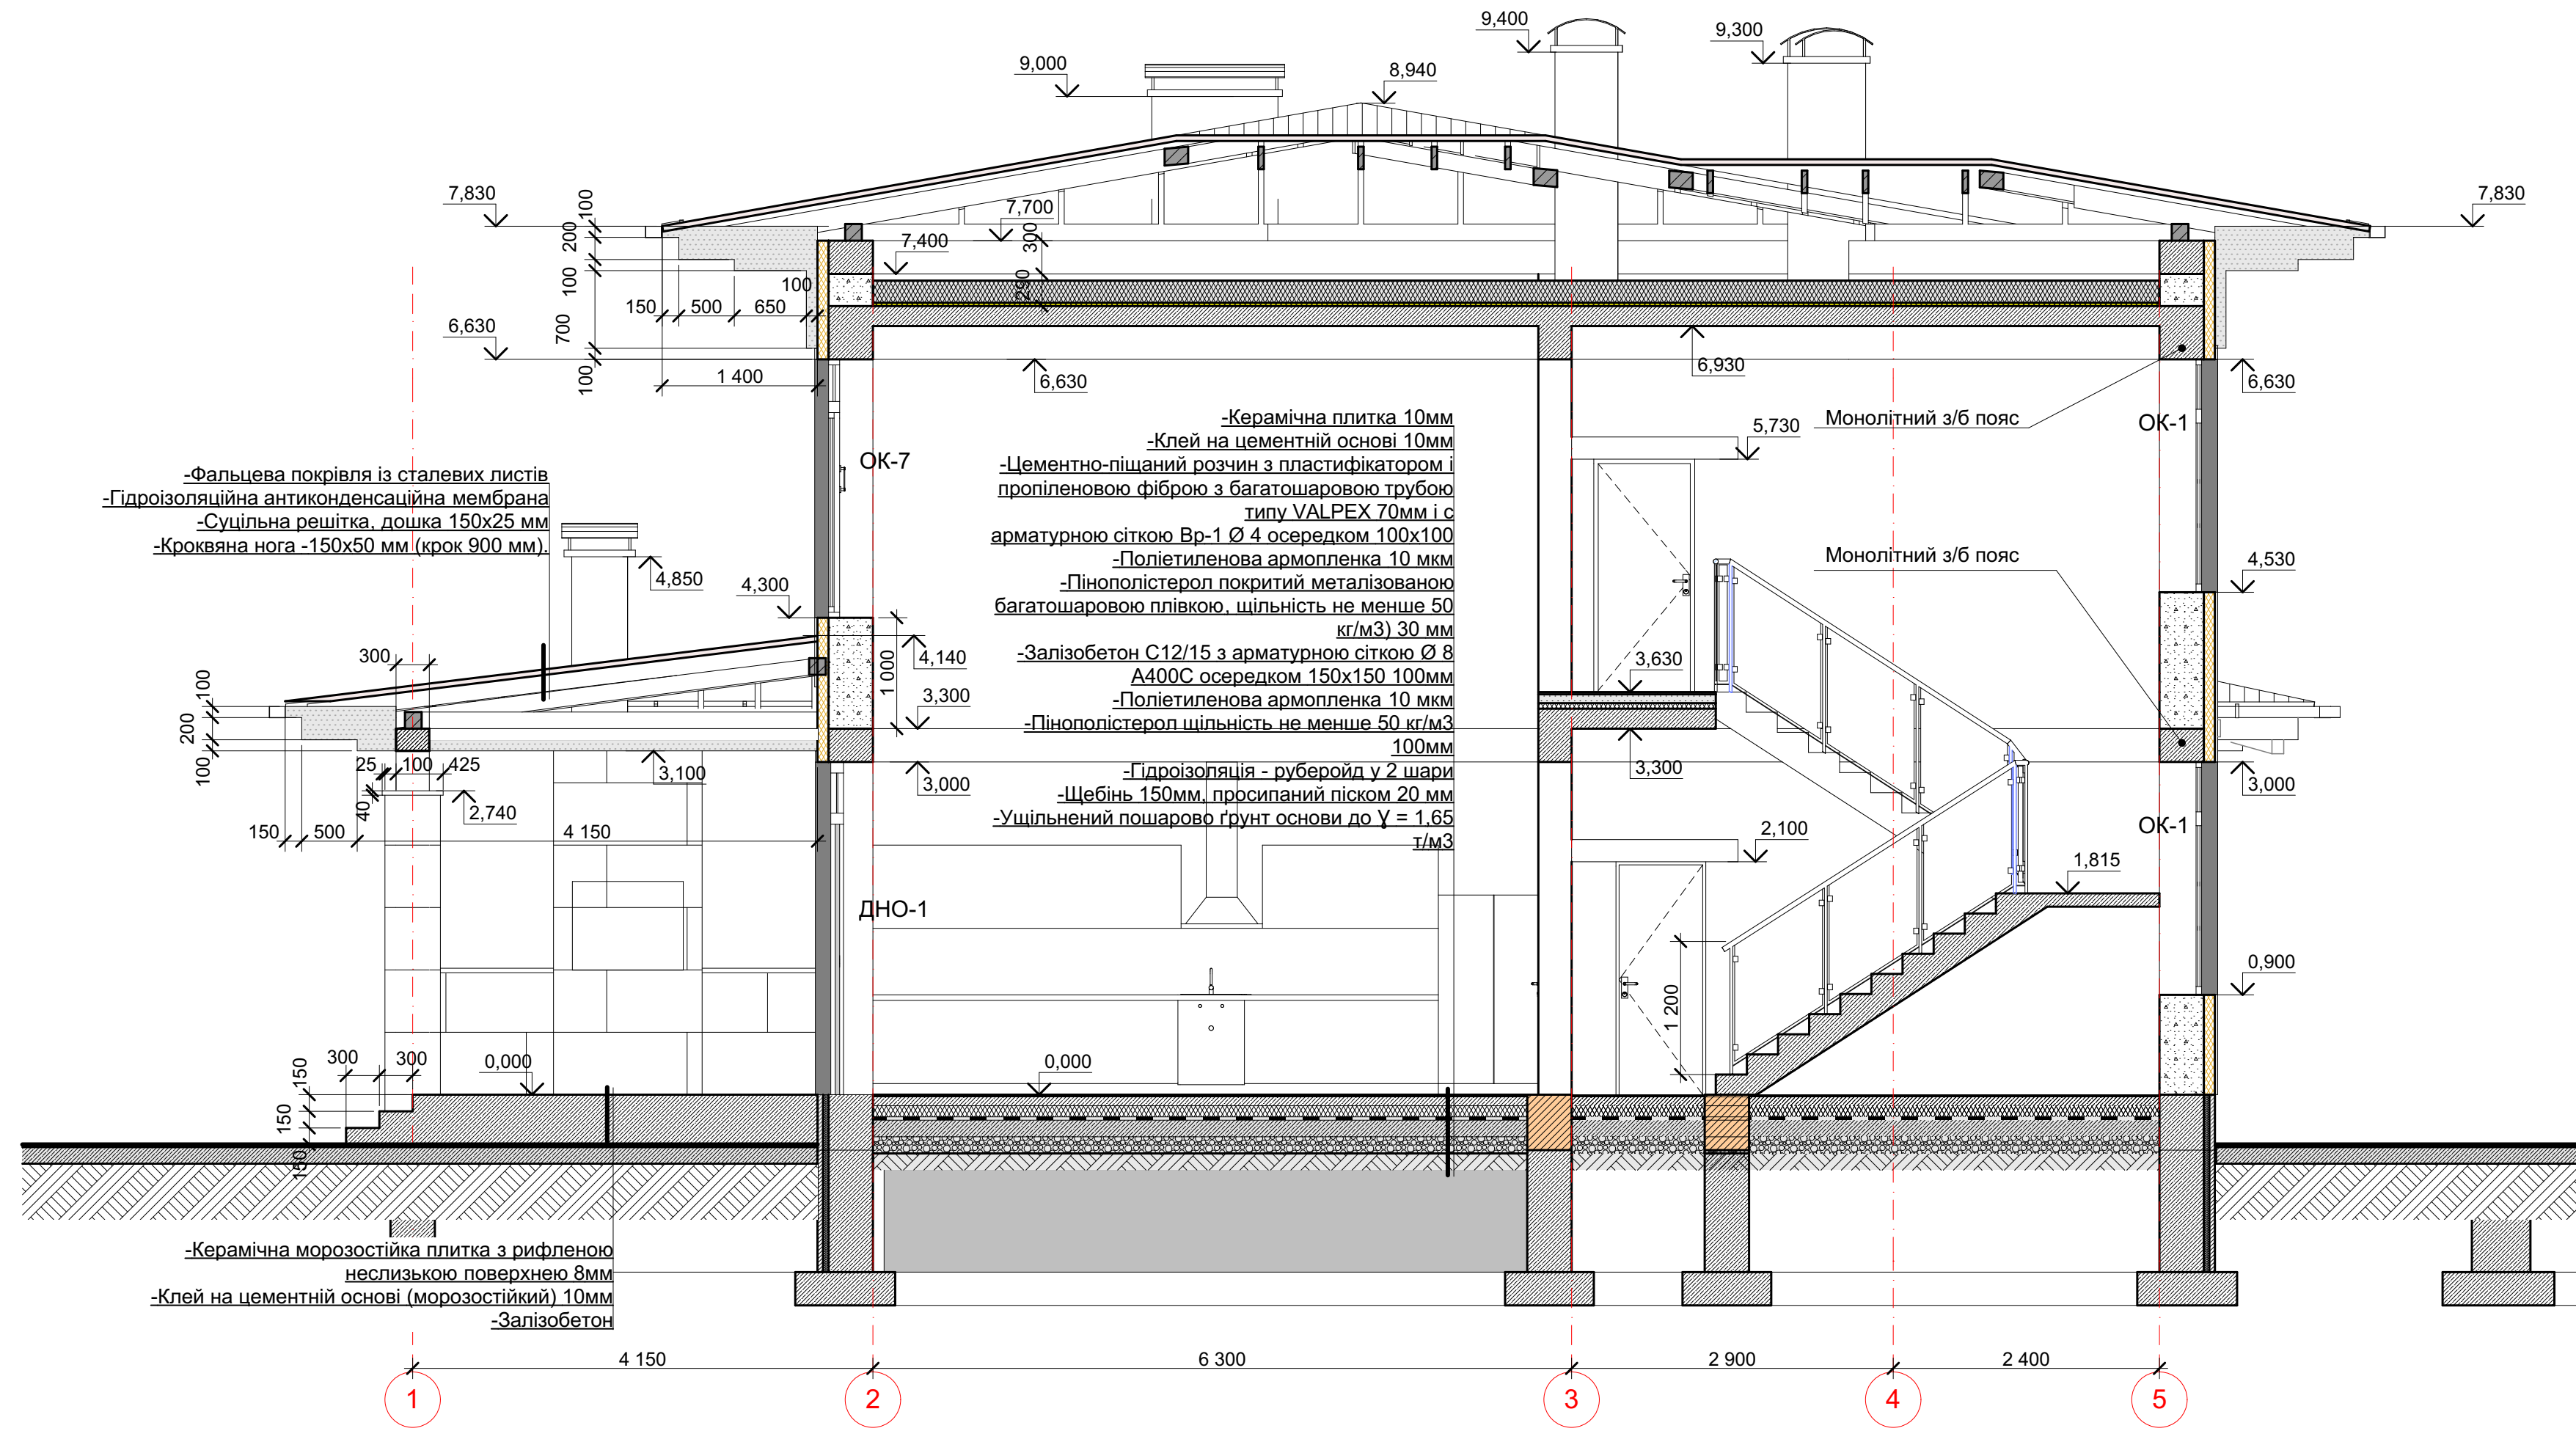 9,400
9,300
9,000
8,940
7,830
100
200
100
700
100
7,700
7,400
300
290
7,830
100
150
500
650
6,630
1 400
6,630
6,930
6,630
-Керамічна плитка 10мм
-Клей на цементній основі 10мм
-Цементно-піщаний розчин з пластифікатором і
пропіленовою фіброю з багатошаровою трубою
типу VALPEX 70мм і с
арматурною сіткою Вр-1 Ø 4 осередком 100х100
-Поліетиленова армопленка 10 мкм
-Пінополістерол покритий металізованою
багатошаровою плівкою, щільність не менше 50
кг/м3) 30 мм
-Залізобетон С12/15 з арматурною сіткою Ø 8
А400С осередком 150х150 100мм
-Поліетиленова армопленка 10 мкм
-Пінополістерол щільність не менше 50 кг/м3
100мм
-Гідроізоляція - руберойд у 2 шари
-Щебінь 150мм, просипаний піском 20 мм
-Ущільнений пошарово ґрунт основи до Ɣ = 1,65
т/м3
5,730
Монолітний з/б пояс
ОК-1
ОК-7
-Фальцева покрівля із сталевих листів
-Гідроізоляційна антиконденсаційна мембрана
-Суцільна решітка, дошка 150х25 мм
-Кроквяна нога -150х50 мм (крок 900 мм).
4,850
4,300
Монолітний з/б пояс
4,530
300
4,140
1 000
3,300
3,630
100
200
100
25
100
425
40
3,100
2,740
3,000
3,300
3,000
150
500
4 150
2,100
ОК-1
1,815
ДНО-1
0,900
1 200
300
300
150
150
150
0,000
0,000
-Керамічна морозостійка плитка з рифленою
неслизькою поверхнею 8мм
-Клей на цементній основі (морозостійкий) 10мм
-Залізобетон
4 150
6 300
2 900
2 400
1
2
3
4
5